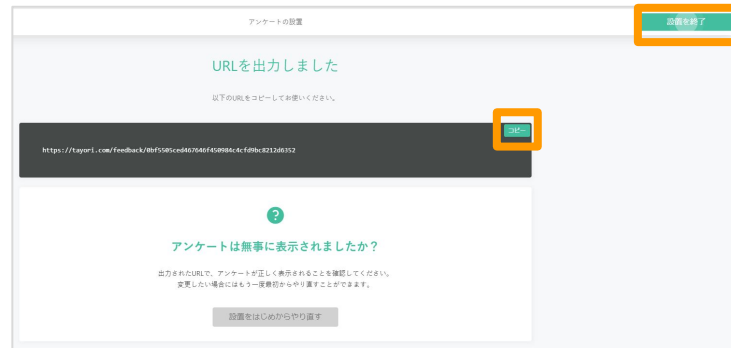 アンケートの設置
設置を終了
URLを出力しました
以下のURLをコピーしてお使いください。
コピー
https://tayori.com/feedback/0bf5505ced467646f450984c4cfd9bc8212d6352
?
アンケートは無事に表示されましたか？
出力されたURLで、アンケートが正しく表示されることを確認してください。
変更したい場合にはもう一度最初からやり直すことができます。
設置をはじめからやり直す